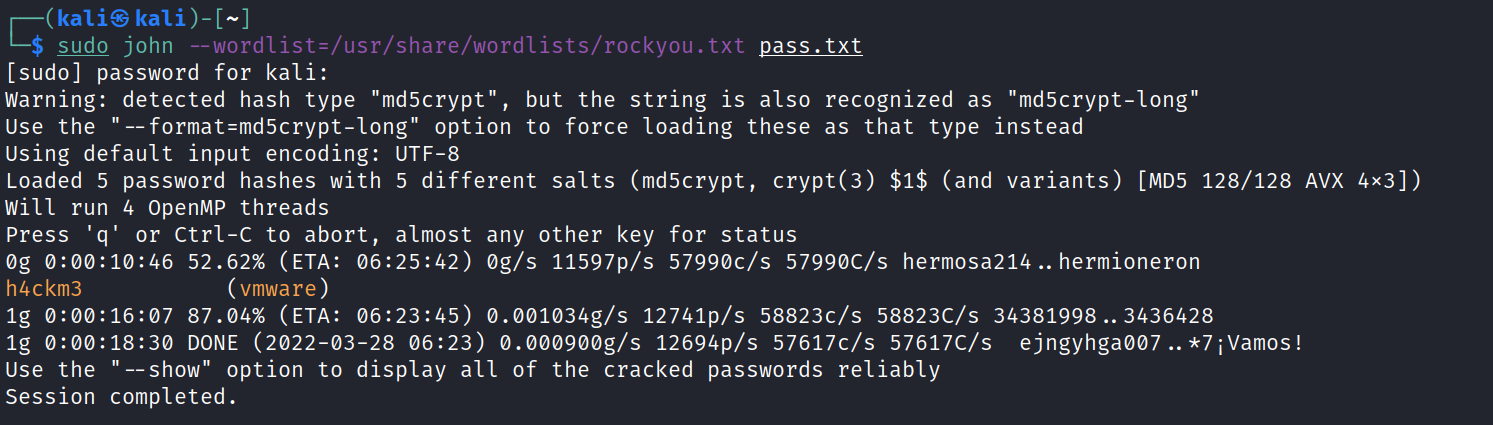 ┌──(kali㉿kali)-[~]
└─$ sudo john --wordlist=/usr/share/wordlists/rockyou.txt pass.txt
[sudo] password for kali:
Warning: detected hash type "md5crypt", but the string is also recognized as "md5crypt-long"
Use the "--format=md5crypt-long" option to force loading these as that type instead
Using default input encoding: UTF-8
Loaded 5 password hashes with 5 different salts (md5crypt, crypt(3) $1$ (and variants) [MD5 128/128 AVX 4x3])
Will run 4 OpenMP threads
Press 'q' or Ctrl-C to abort, almost any other key for status
0g 0:00:10:46 52.62% (ETA: 06:25:42) 0g/s 11597p/s 57990c/s 57990C/s hermosa214..hermioneron
h4ckm3           (vmware)
1g 0:00:16:07 87.04% (ETA: 06:23:45) 0.001034g/s 12741p/s 58823c/s 58823C/s 34381998..3436428
1g 0:00:18:30 DONE (2022-03-28 06:23) 0.000900g/s 12694p/s 57617c/s 57617C/s  ejngyhga007..*7¡Vamos!
Use the "--show" option to display all of the cracked passwords reliably
Session completed.